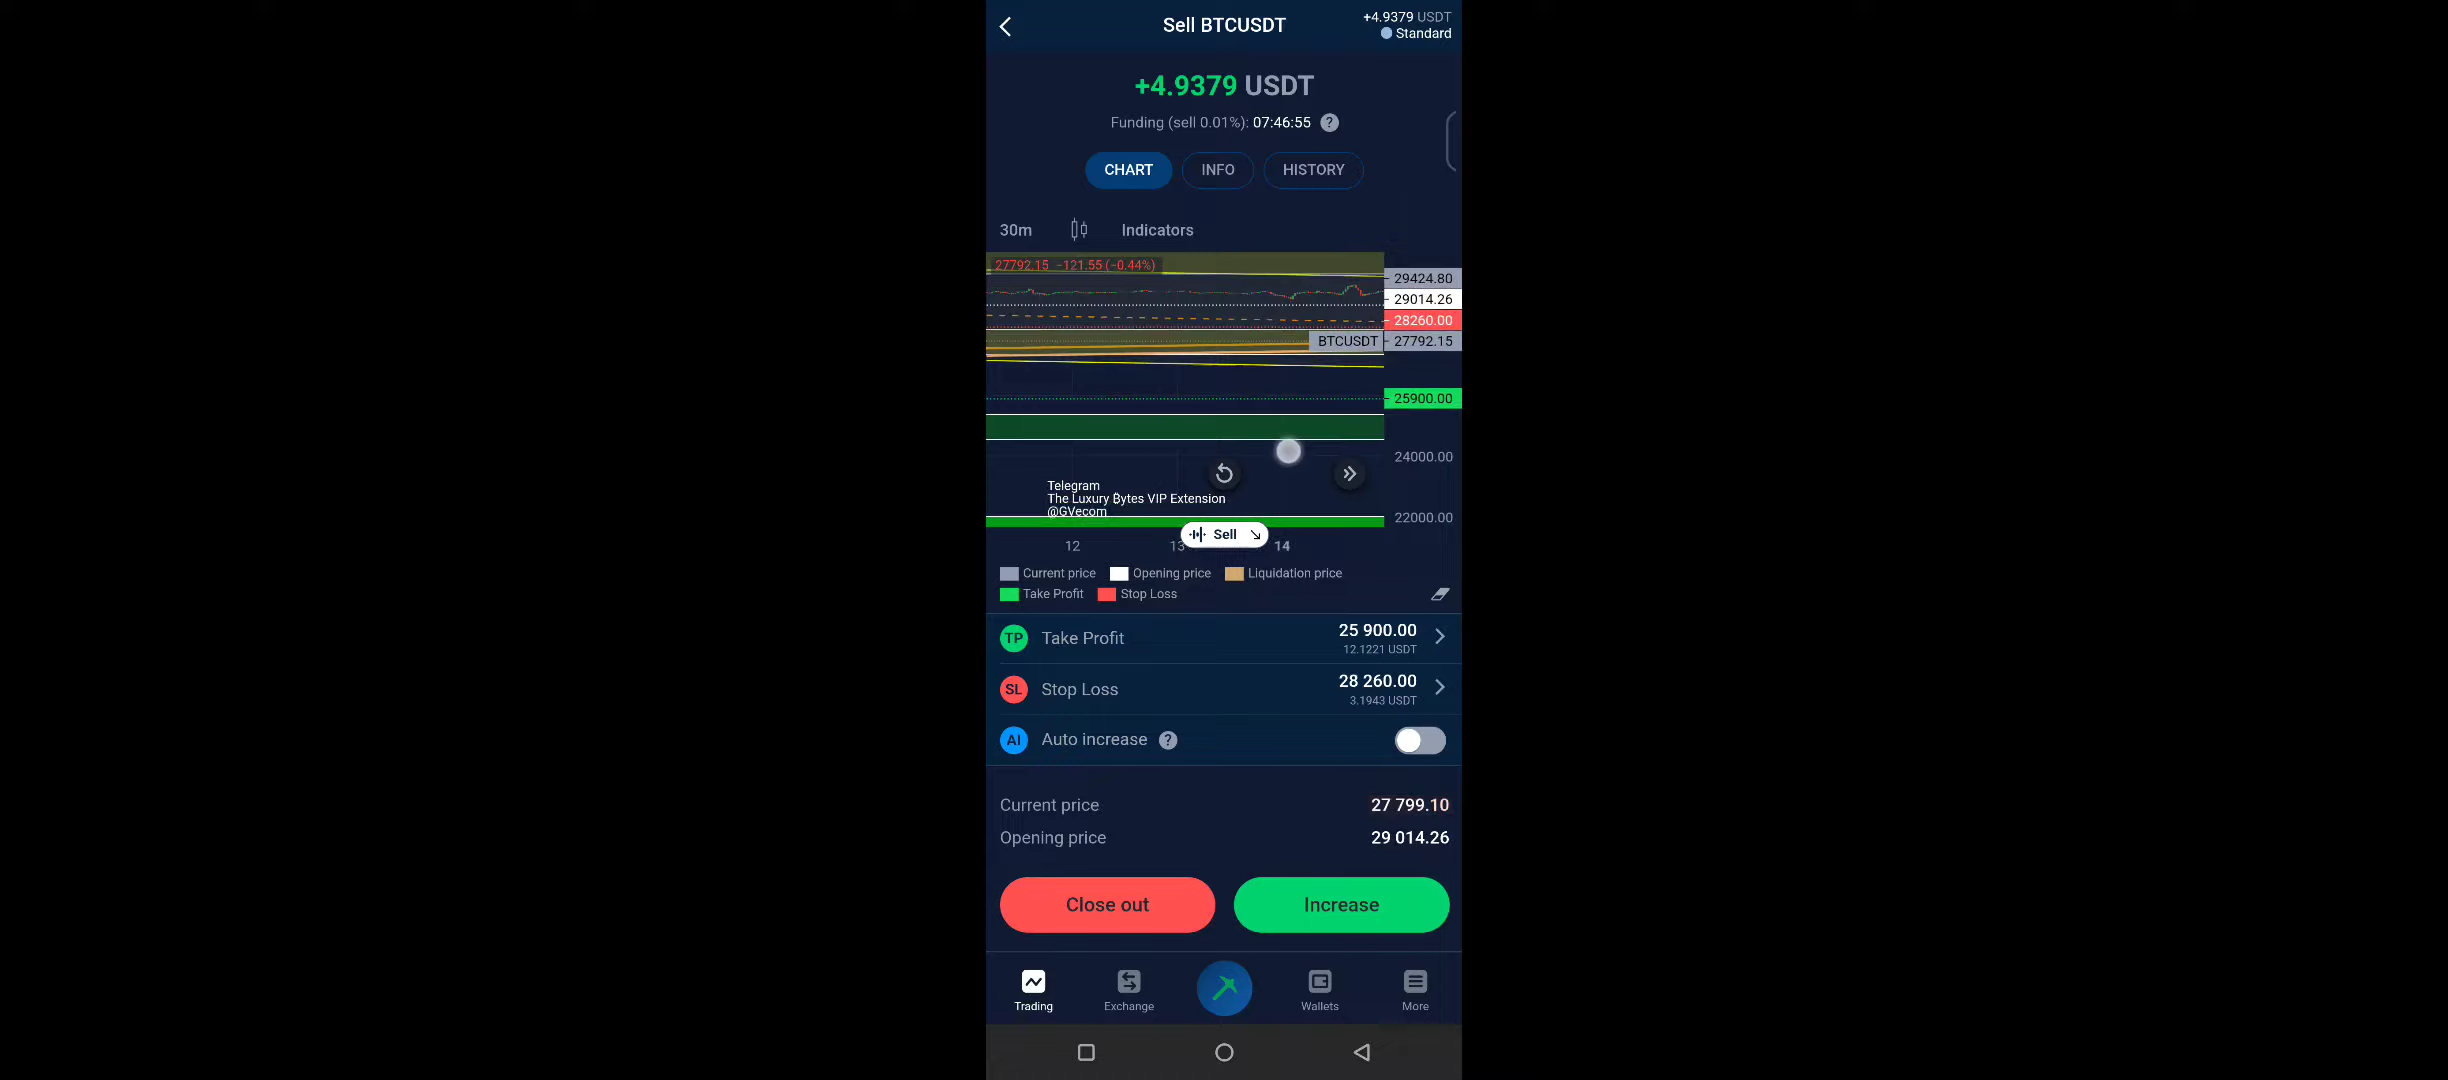 Sell BTCUSDT
+4.9379 USDT
Standard
+4.9379 USDT
Funding (sell 0.01%): 07:46:55 ?
CHART INFO HISTORY
30m Indicators
27792.15 −121.55 (−0.44%)
29424.80
29014.26
28260.00
BTCUSDT 27792.15
25900.00
24000.00
Telegram
The Luxury ₿ytes VIP Extension
@GVecom
22000.00
Sell
12 13 14
Current price Opening price Liquidation price
Take Profit Stop Loss
TP Take Profit 25 900.00
12.1221 USDT
SL Stop Loss 28 260.00
3.1943 USDT
AI Auto increase ?
Current price 27 799.10
Opening price 29 014.26
Close out Increase
Trading Exchange Wallets More